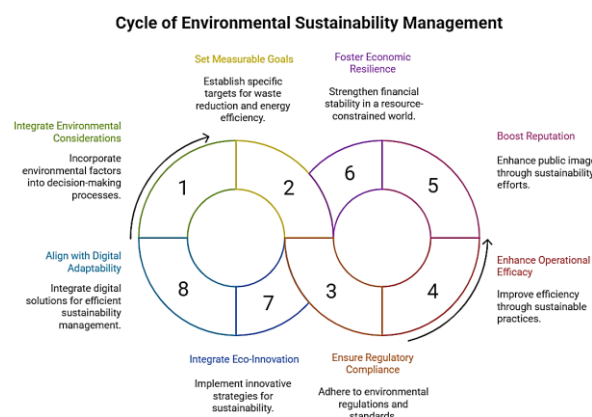 Cycle of Environmental Sustainability Management
Set Measurable Goals
Establish specific
targets for waste
reduction and energy
efficiency.
Foster Economic
Resilience
Strengthen financial
stability in a resource-
constrained world.
Integrate Environmental
Considerations
Incorporate
environmental factors
into decision-making
processes.
Boost Reputation
Enhance public image
through sustainability
efforts.
1
2
6
5
Align with Digital
Adaptability
Integrate digital
solutions for efficient
sustainability
management.
Enhance Operational
Efficacy
Improve efficiency
through sustainable
practices.
8
7
3
4
Integrate Eco-Innovation
Implement innovative
strategies for
sustainability.
Ensure Regulatory
Compliance
Adhere to environmental
regulations and
standards.